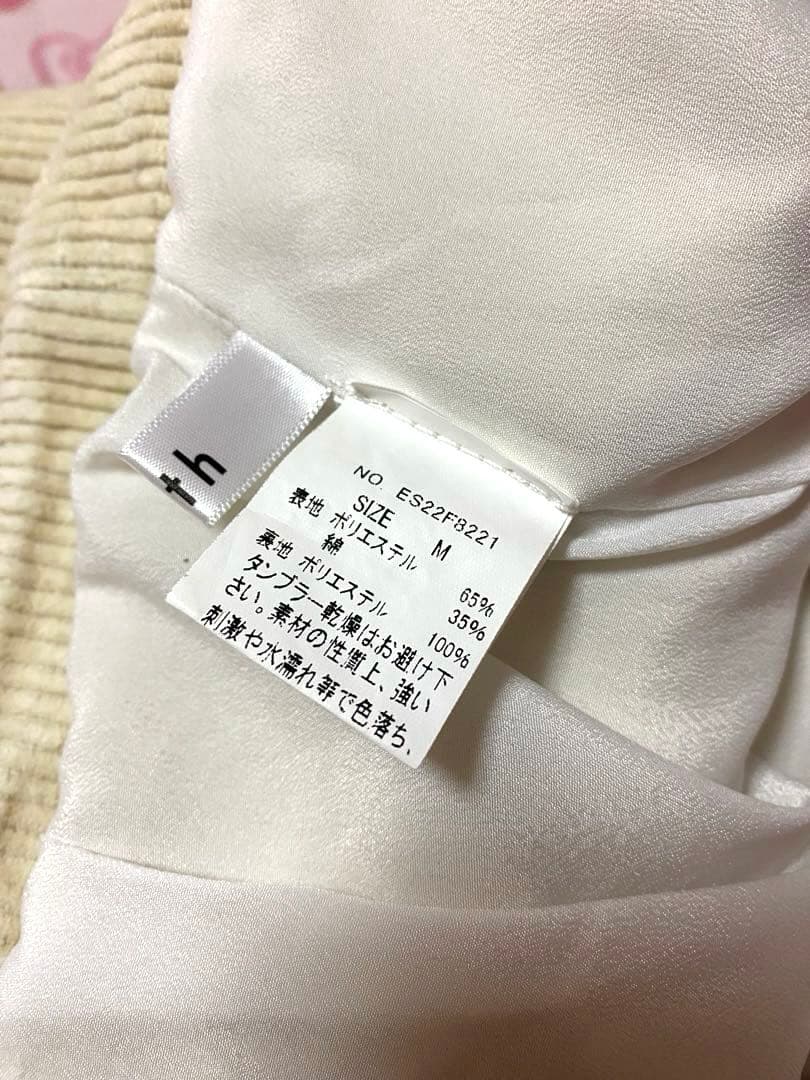 th
NO. ES22F8221
SIZE M
表地 ポリエステル 65%
綿 35%
裏地 ポリエステル 100%
タンブラー乾燥はお避け下
さい。素材の性質上、強い
刺激や水濡れ等で色落ち、